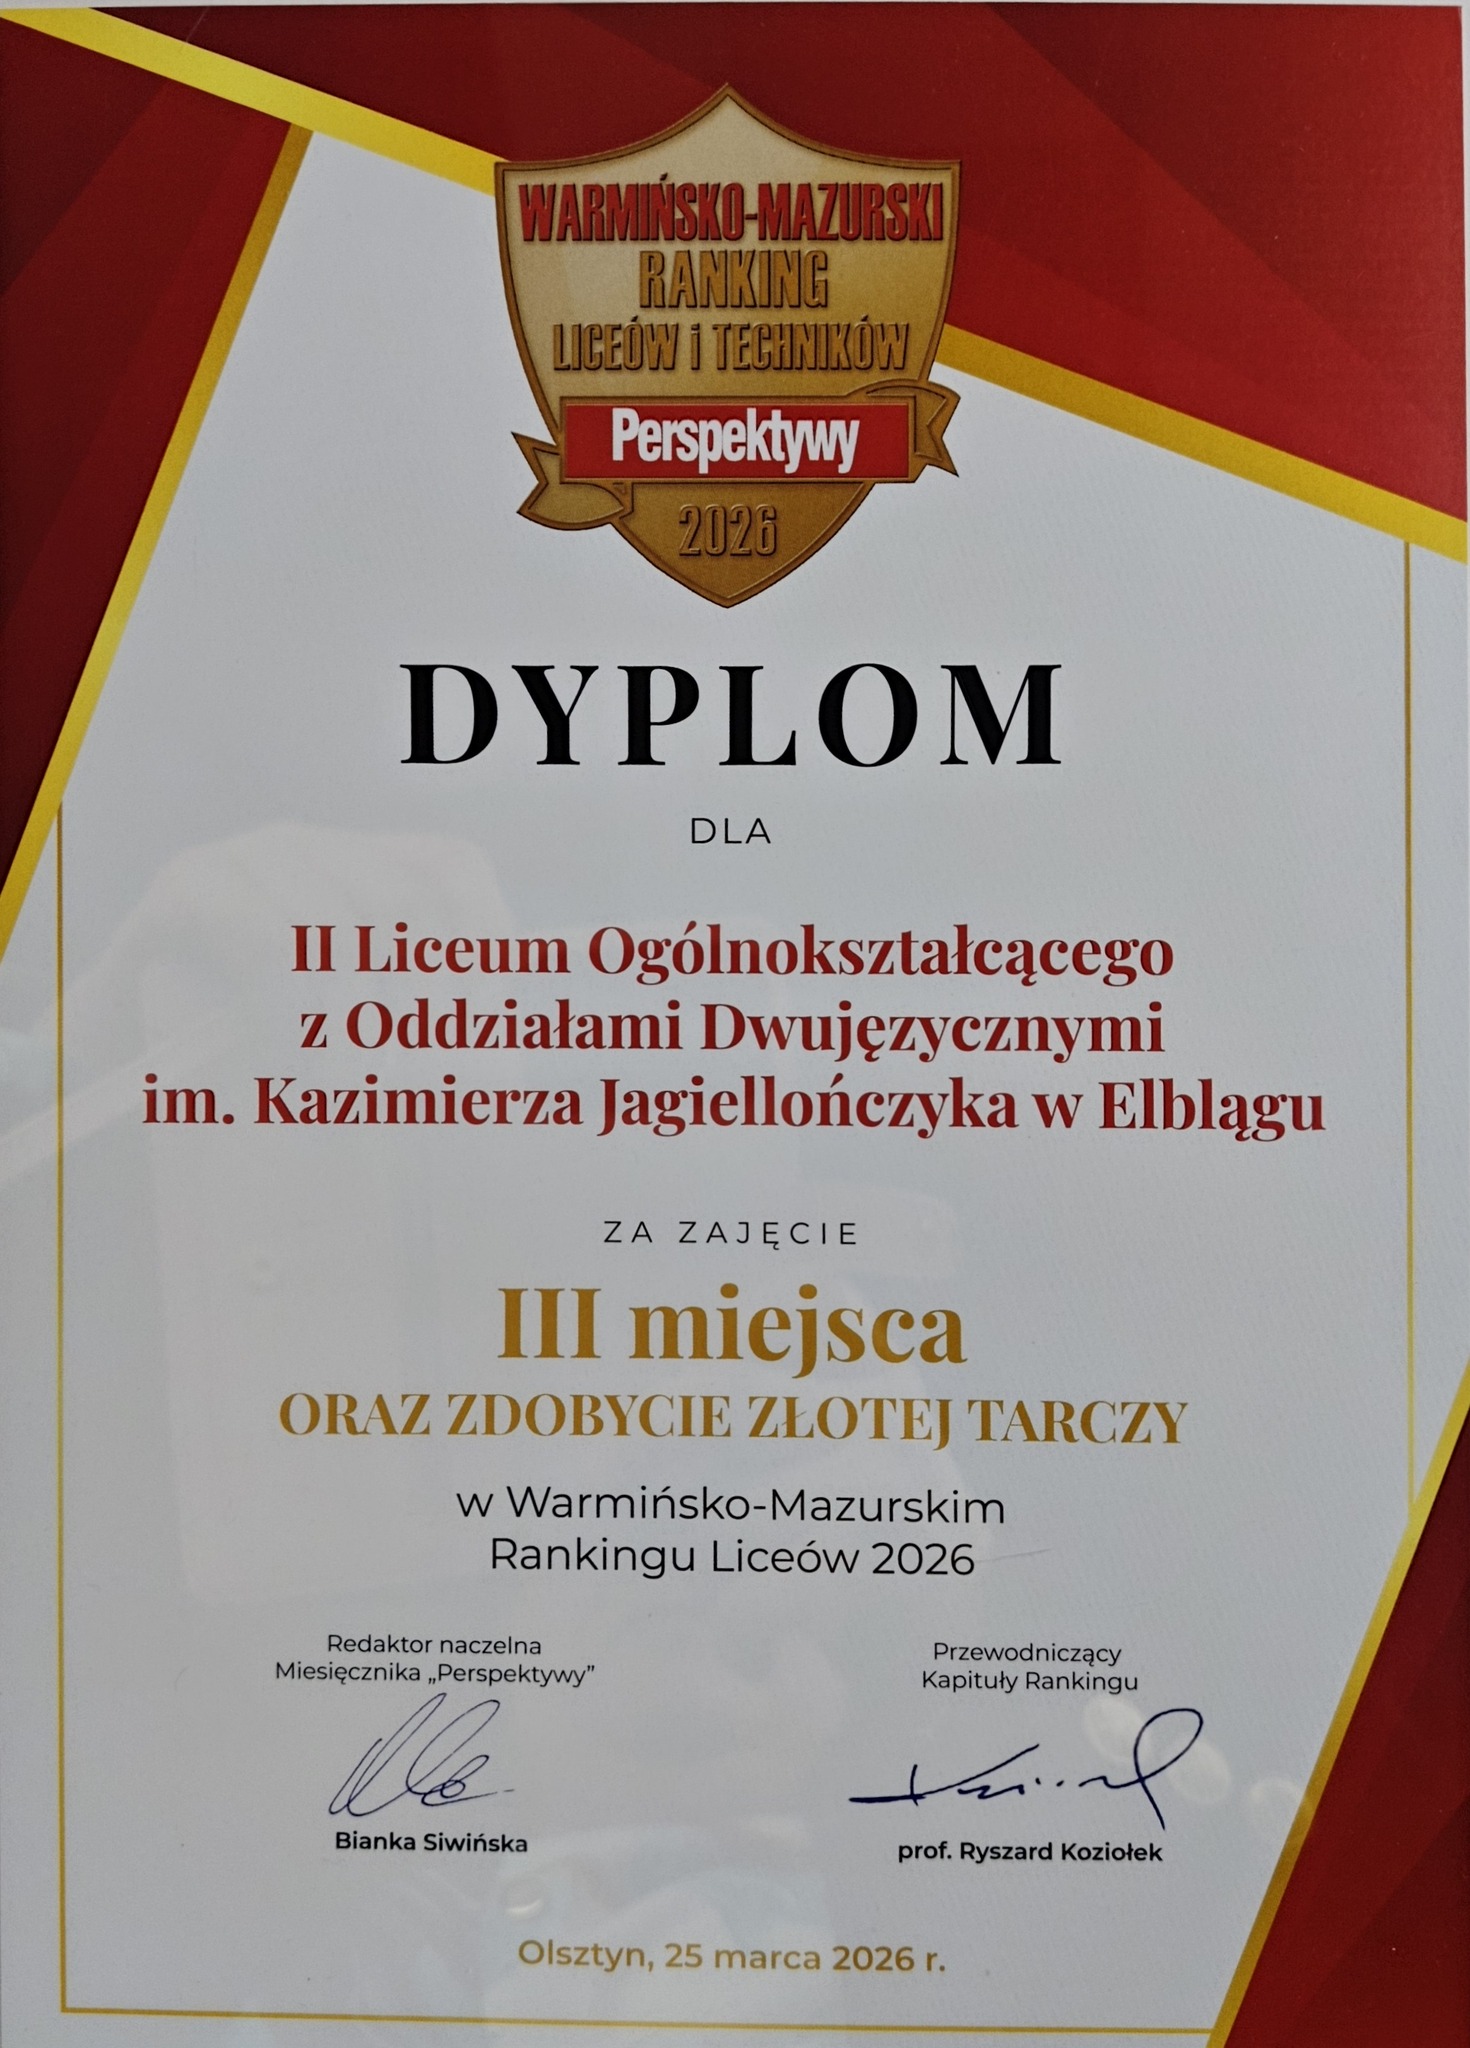 WARMIŃSKO-MAZURSKI
RANKING
LICEÓW i TECHNIKÓW
Perspektywy
2026
DYPLOM
DLA
II Liceum Ogólnokształcącego
z Oddziałami Dwujęzycznymi
im. Kazimierza Jagiellończyka w Elblągu
ZA ZAJĘCIE
III miejsca
ORAZ ZDOBYCIE ZŁOTEJ TARCZY
w Warmińsko-Mazurskim
Rankingu Liceów 2026
Redaktor naczelna
Miesięcznika „Perspektywy”
Bianka Siwińska
Przewodniczący
Kapituły Rankingu
prof. Ryszard Koziołek
Olsztyn, 25 marca 2026 r.